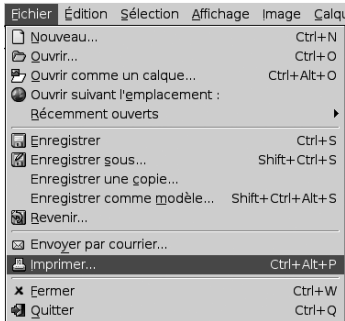 Fichier Édition Sélection Affichage Image Calqu
Nouveau... Ctrl+N
Ouvrir... Ctrl+O
Ouvrir comme un calque... Ctrl+Alt+O
Ouvrir suivant l'emplacement :
Récemment ouverts
Enregistrer Ctrl+S
Enregistrer sous... Shift+Ctrl+S
Enregistrer une copie...
Enregistrer comme modèle... Shift+Ctrl+Alt+S
Revenir...
Envoyer par courrier...
Imprimer... Ctrl+Alt+P
Fermer Ctrl+W
Quitter Ctrl+Q